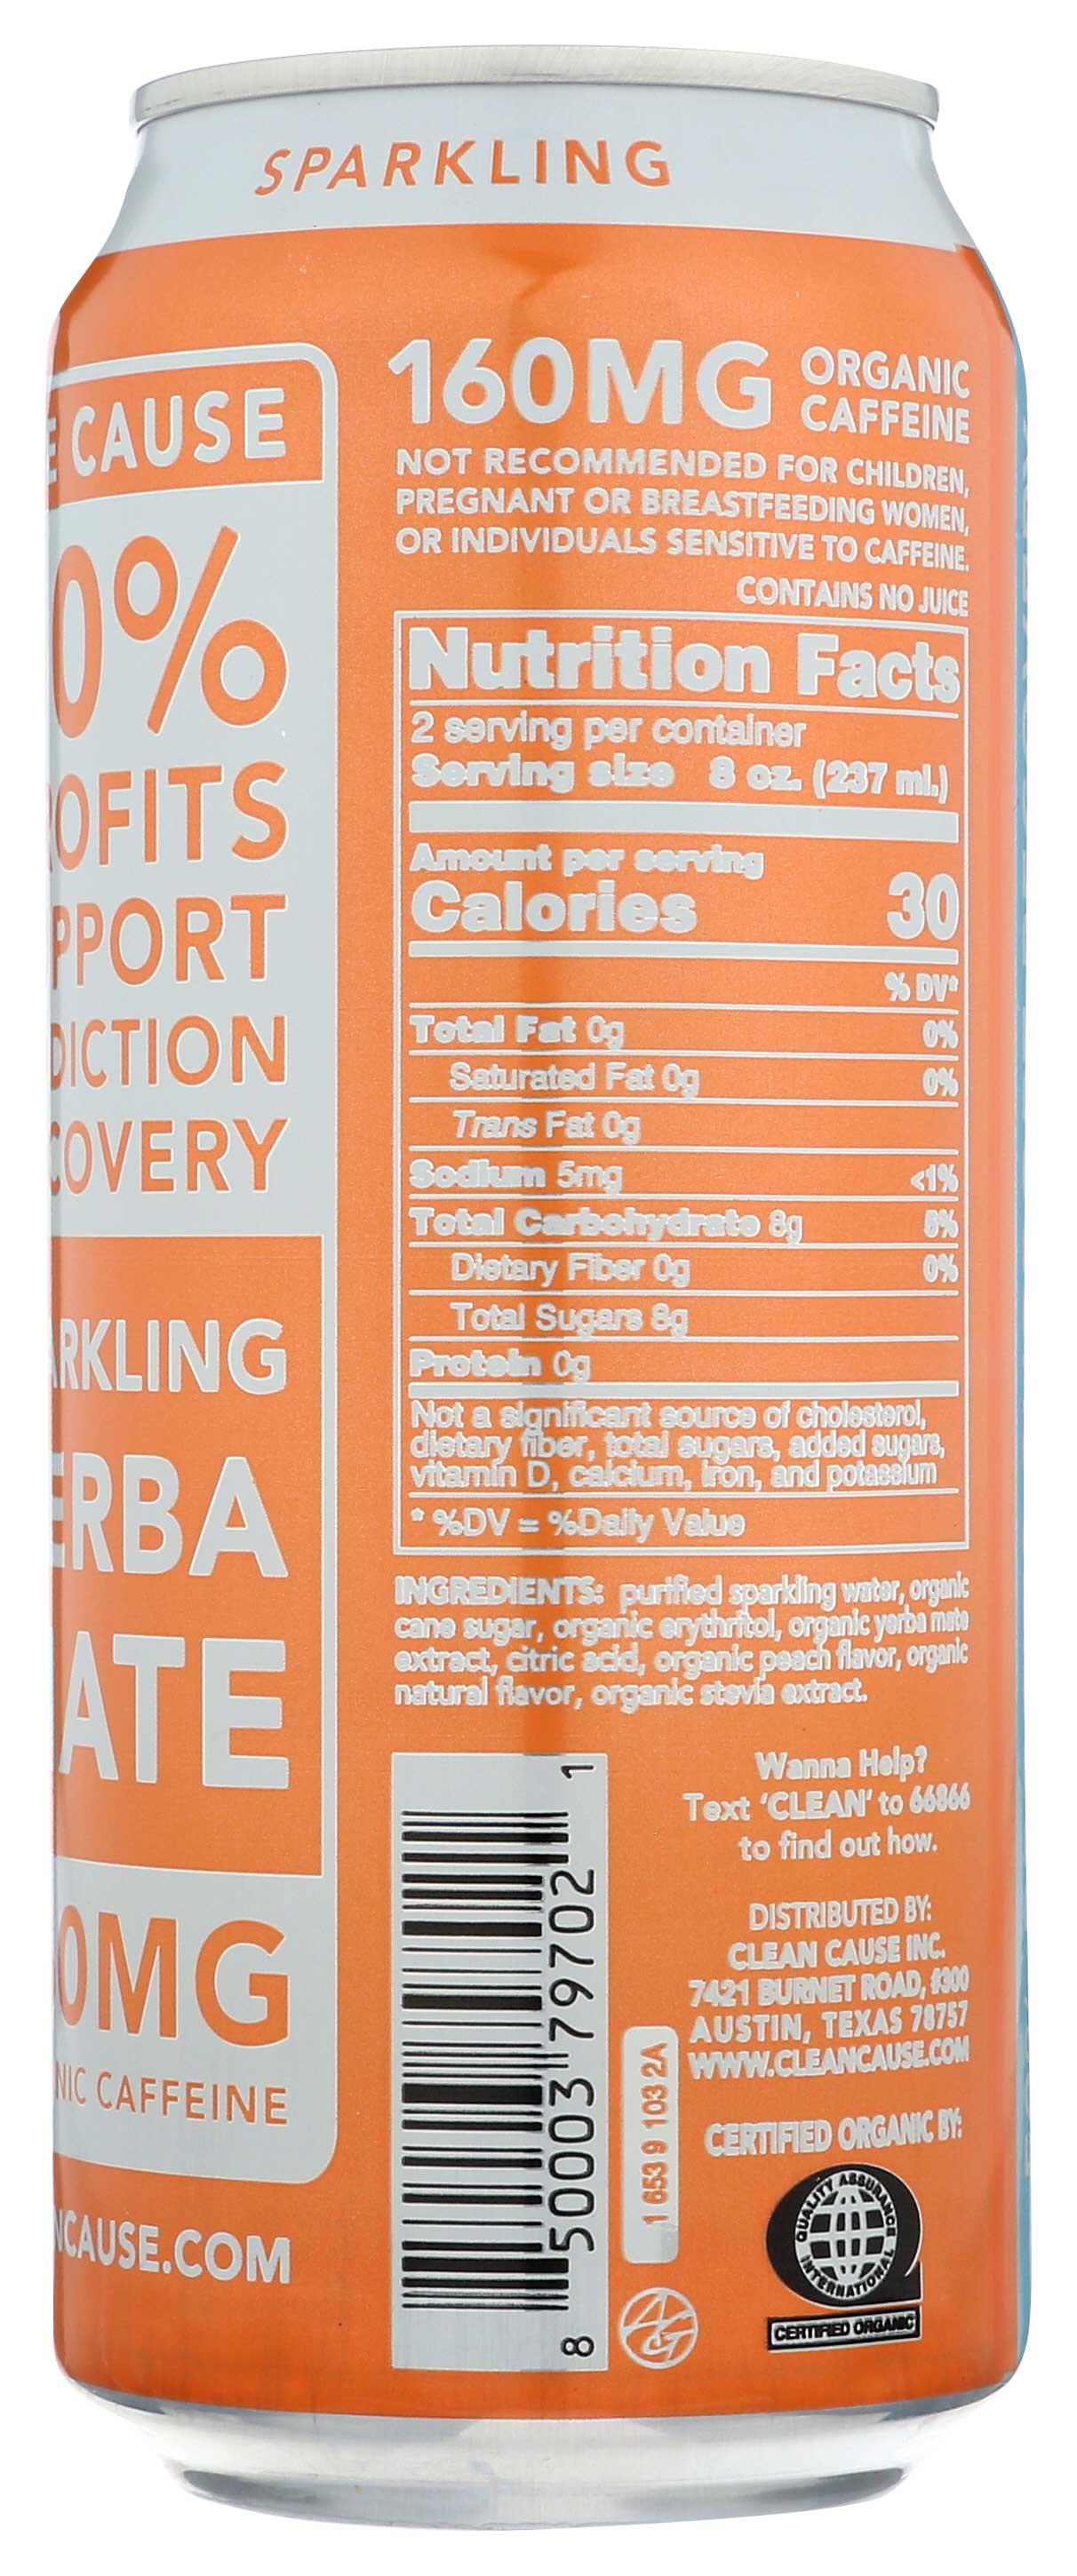 SPARKLING
E CAUSE
0%
ROFITS
PPORT
DICTION
COVERY
ARKLING
ERBA
ATE
0MG
NIC CAFFEINE
NCAUSE.COM
160MG ORGANIC
CAFFEINE
NOT RECOMMENDED FOR CHILDREN,
PREGNANT OR BREASTFEEDING WOMEN,
OR INDIVIDUALS SENSITIVE TO CAFFEINE.
CONTAINS NO JUICE
Nutrition Facts
2 serving per container
Serving size 8 oz. (237 ml.)
Amount per serving
Calories 30
% DV*
Total Fat 0g 0%
Saturated Fat 0g 0%
Trans Fat 0g
Sodium 5mg <1%
Total Carbohydrate 8g 5%
Dietary Fiber 0g 0%
Total Sugars 8g
Protein 0g
Not a significant source of cholesterol,
dietary fiber, total sugars, added sugars,
vitamin D, calcium, iron, and potassium
* %DV = %Daily Value
INGREDIENTS: purified sparkling water, organic
cane sugar, organic erythritol, organic yerba mate
extract, citric acid, organic peach flavor, organic
natural flavor, organic stevia extract.
Wanna Help?
Text ‘CLEAN’ to 66866
to find out how.
DISTRIBUTED BY:
CLEAN CAUSE INC.
7421 BURNET ROAD, #300
AUSTIN, TEXAS 78757
WWW.CLEANCAUSE.COM
CERTIFIED ORGANIC BY:
QUALITY ASSURANCE
INTERNATIONAL
CERTIFIED ORGANIC
8 50003 79702 1
1 653 9 103 2A